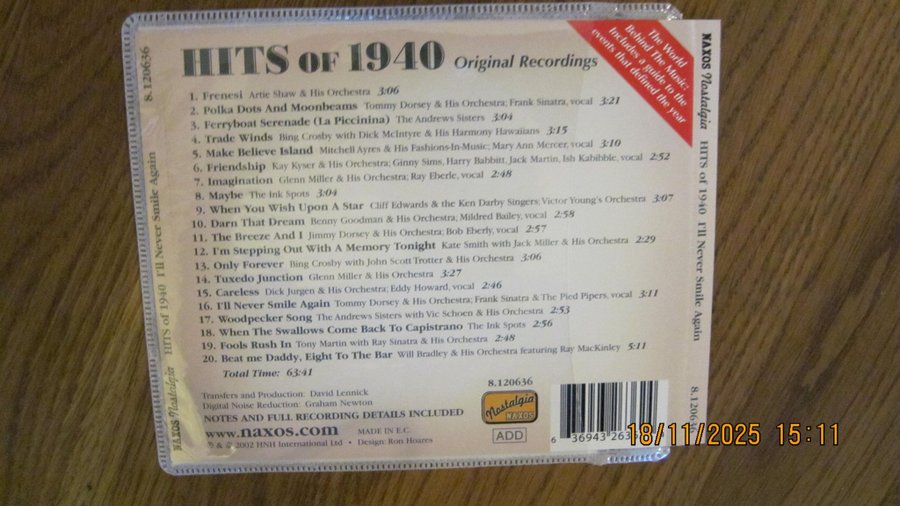 HITS OF 1940 Original Recordings
The World
Behind The Music:
Includes a guide to the
events that defined the year
1. Frenesi Artie Shaw & His Orchestra 3:06
2. Polka Dots And Moonbeams Tommy Dorsey & His Orchestra; Frank Sinatra, vocal 3:21
3. Ferryboat Serenade (La Piccinina) The Andrews Sisters 3:04
4. Trade Winds Bing Crosby with Dick McIntyre & His Harmony Hawaiians 3:15
5. Make Believe Island Mitchell Ayres & His Fashions-In-Music; Mary Ann Mercer, vocal 3:10
6. Friendship Kay Kyser & His Orchestra; Ginny Sims, Harry Babbitt, Jack Martin, Ish Kabibble, vocal 2:52
7. Imagination Glenn Miller & His Orchestra; Ray Eberle, vocal 2:48
8. Maybe The Ink Spots 3:04
9. When You Wish Upon A Star Cliff Edwards & the Ken Darby Singers; Victor Young's Orchestra 3:07
10. Darn That Dream Benny Goodman & His Orchestra; Mildred Bailey, vocal 2:58
11. The Breeze And I Jimmy Dorsey & His Orchestra; Bob Eberly, vocal 2:57
12. I'm Stepping Out With A Memory Tonight Kate Smith with Jack Miller & His Orchestra 2:29
13. Only Forever Bing Crosby with John Scott Trotter & His Orchestra 3:06
14. Tuxedo Junction Glenn Miller & His Orchestra 3:27
15. Careless Dick Jurgen & His Orchestra; Eddy Howard, vocal 2:46
16. I'll Never Smile Again Tommy Dorsey & His Orchestra; Frank Sinatra & The Pied Pipers, vocal 3:11
17. Woodpecker Song The Andrews Sisters with Vic Schoen & His Orchestra 2:53
18. When The Swallows Come Back To Capistrano The Ink Spots 2:56
19. Fools Rush In Tony Martin with Ray Sinatra & His Orchestra 2:48
20. Beat me Daddy, Eight To The Bar Will Bradley & His Orchestra featuring Ray MacKinley 5:11
Total Time: 63:41
Transfers and Production: David Lennick
Digital Noise Reduction: Graham Newton
NOTES AND FULL RECORDING DETAILS INCLUDED
www.naxos.com MADE IN E.C.
℗ & © 2002 HNH International Ltd • Design: Ron Hoares
8.120636
Nostalgia
NAXOS
ADD
6 36943 263
NAXOS Nostalgia HITS OF 1940 I'll Never Smile Again 8.120636
NAXOS Nostalgia HITS OF 1940 I'll Never Smile Again 8.1206
18/11/2025 15:11